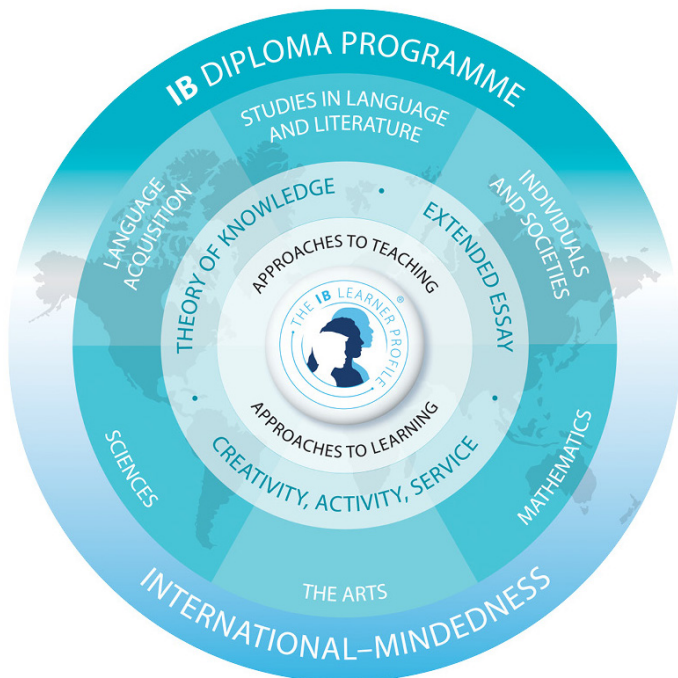 IB DIPLOMA PROGRAMME
STUDIES IN LANGUAGE
AND LITERATURE
LANGUAGE
ACQUISITION
INDIVIDUALS
AND SOCIETIES
THEORY OF KNOWLEDGE •
EXTENDED ESSAY •
APPROACHES TO TEACHING
THE IB LEARNER PROFILE ®
APPROACHES TO LEARNING
CREATIVITY, ACTIVITY, SERVICE •
SCIENCES
MATHEMATICS
THE ARTS
INTERNATIONAL–MINDEDNESS